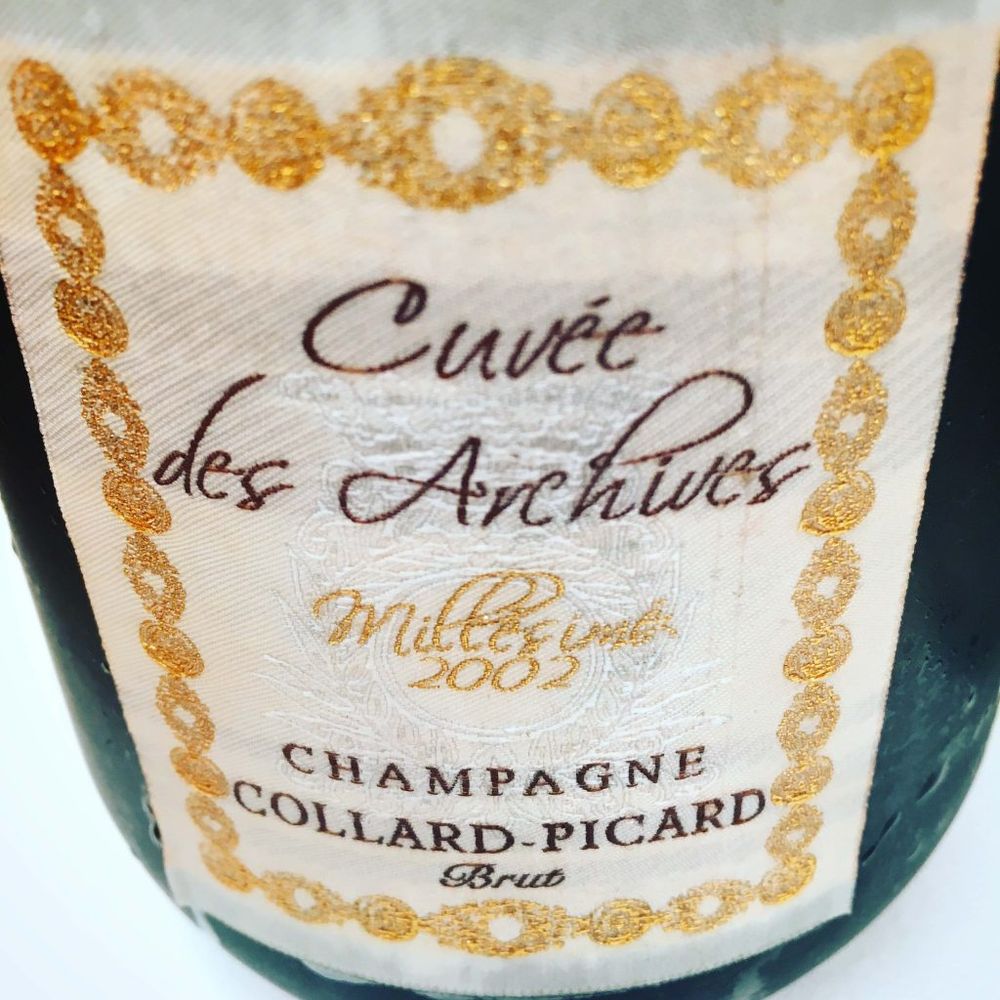 Cuvée
des Archives
Millésime
2002
CHAMPAGNE
COLLARD-PICARD
Brut